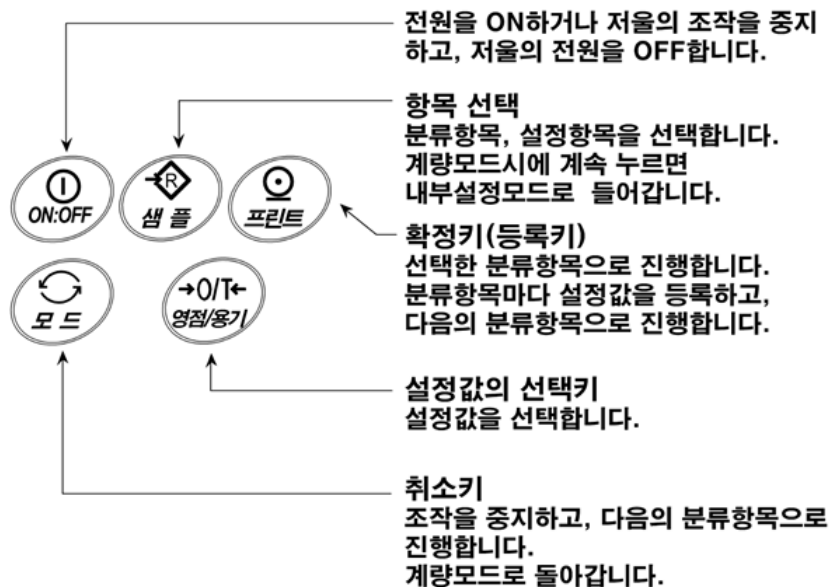 전원을 ON하거나 저울의 조작을 중지
하고, 저울의 전원을 OFF합니다.
항목 선택
분류항목, 설정항목을 선택합니다.
계량모드시에 계속 누르면
내부설정모드로 들어갑니다.
R
ON:OFF
샘 플
프린트
확정키(등록키)
선택한 분류항목으로 진행합니다.
분류항목마다 설정값을 등록하고,
다음의 분류항목으로 진행합니다.
모 드
→O/T←
영점/용기
설정값의 선택키
설정값을 선택합니다.
취소키
조작을 중지하고, 다음의 분류항목으로
진행합니다.
계량모드로 돌아갑니다.